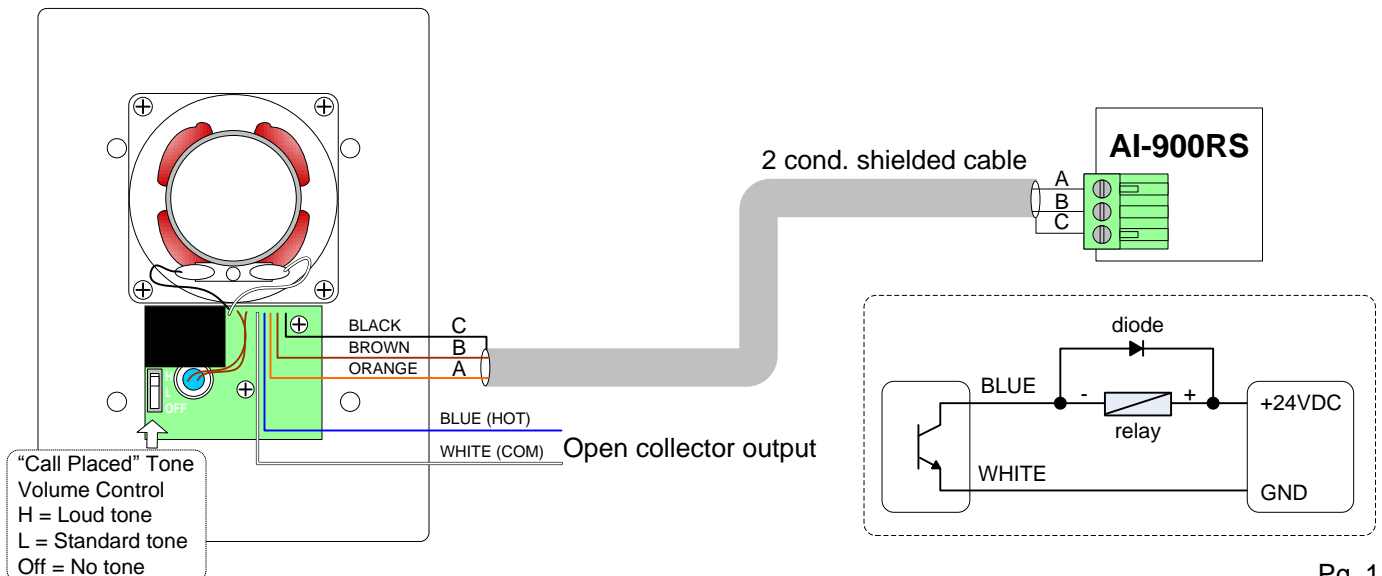 AI-900RS
2 cond. shielded cable
A
B
C
BLACK
C
BROWN
B
ORANGE
A
H
L
OFF
BLUE (HOT)
WHITE (COM)
Open collector output
"Call Placed" Tone
Volume Control
H = Loud tone
L = Standard tone
Off = No tone
diode
BLUE
-
+
+24VDC
relay
WHITE
GND
Pg. 1